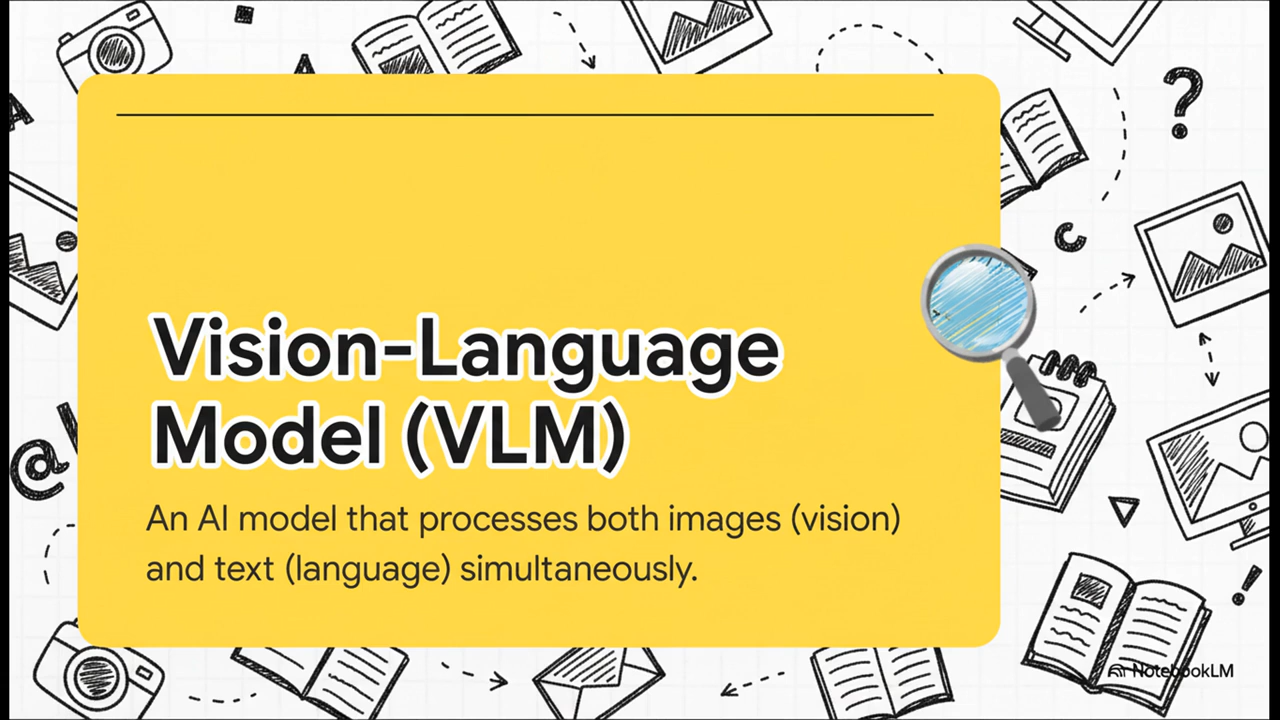 Vision-Language
Model (VLM)
An AI model that processes both images (vision)
and text (language) simultaneously.
A
A
?
C
@
!
NotebookLM